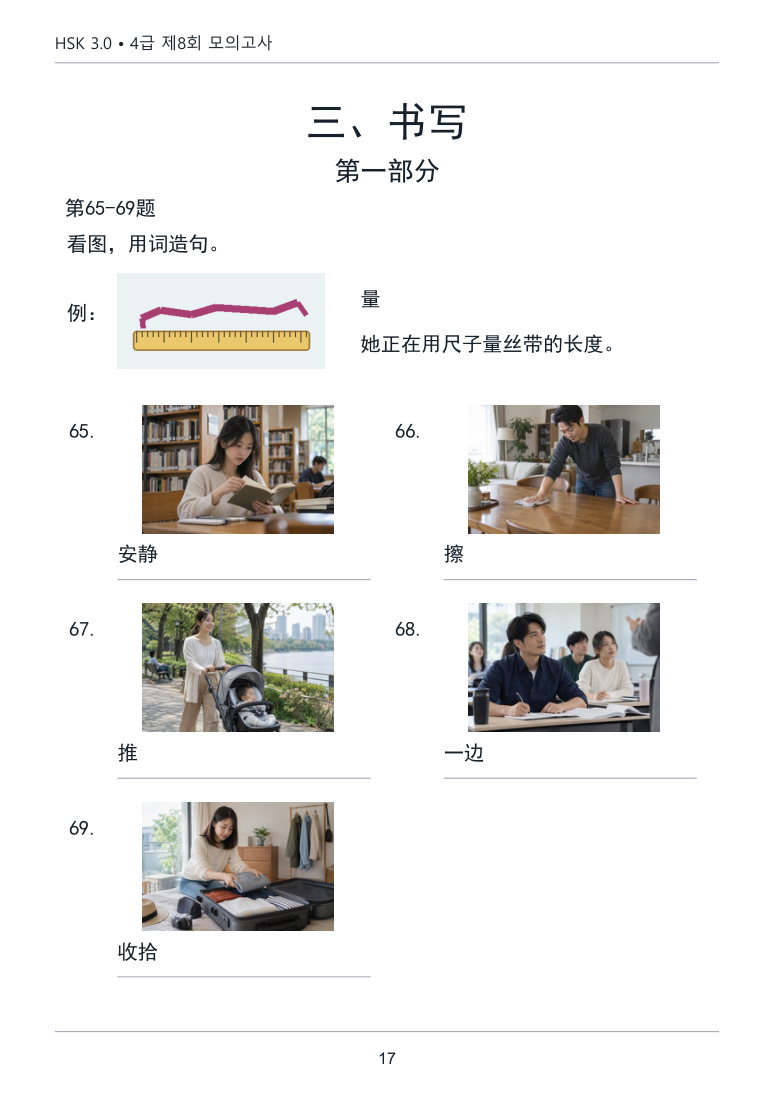 HSK 3.0 • 4급 제8회 모의고사
三、书写
第一部分
第65-69题
看图，用词造句。
例：
量
她正在用尺子量丝带的长度。
65.
安静
66.
擦
67.
推
68.
一边
69.
收拾
17